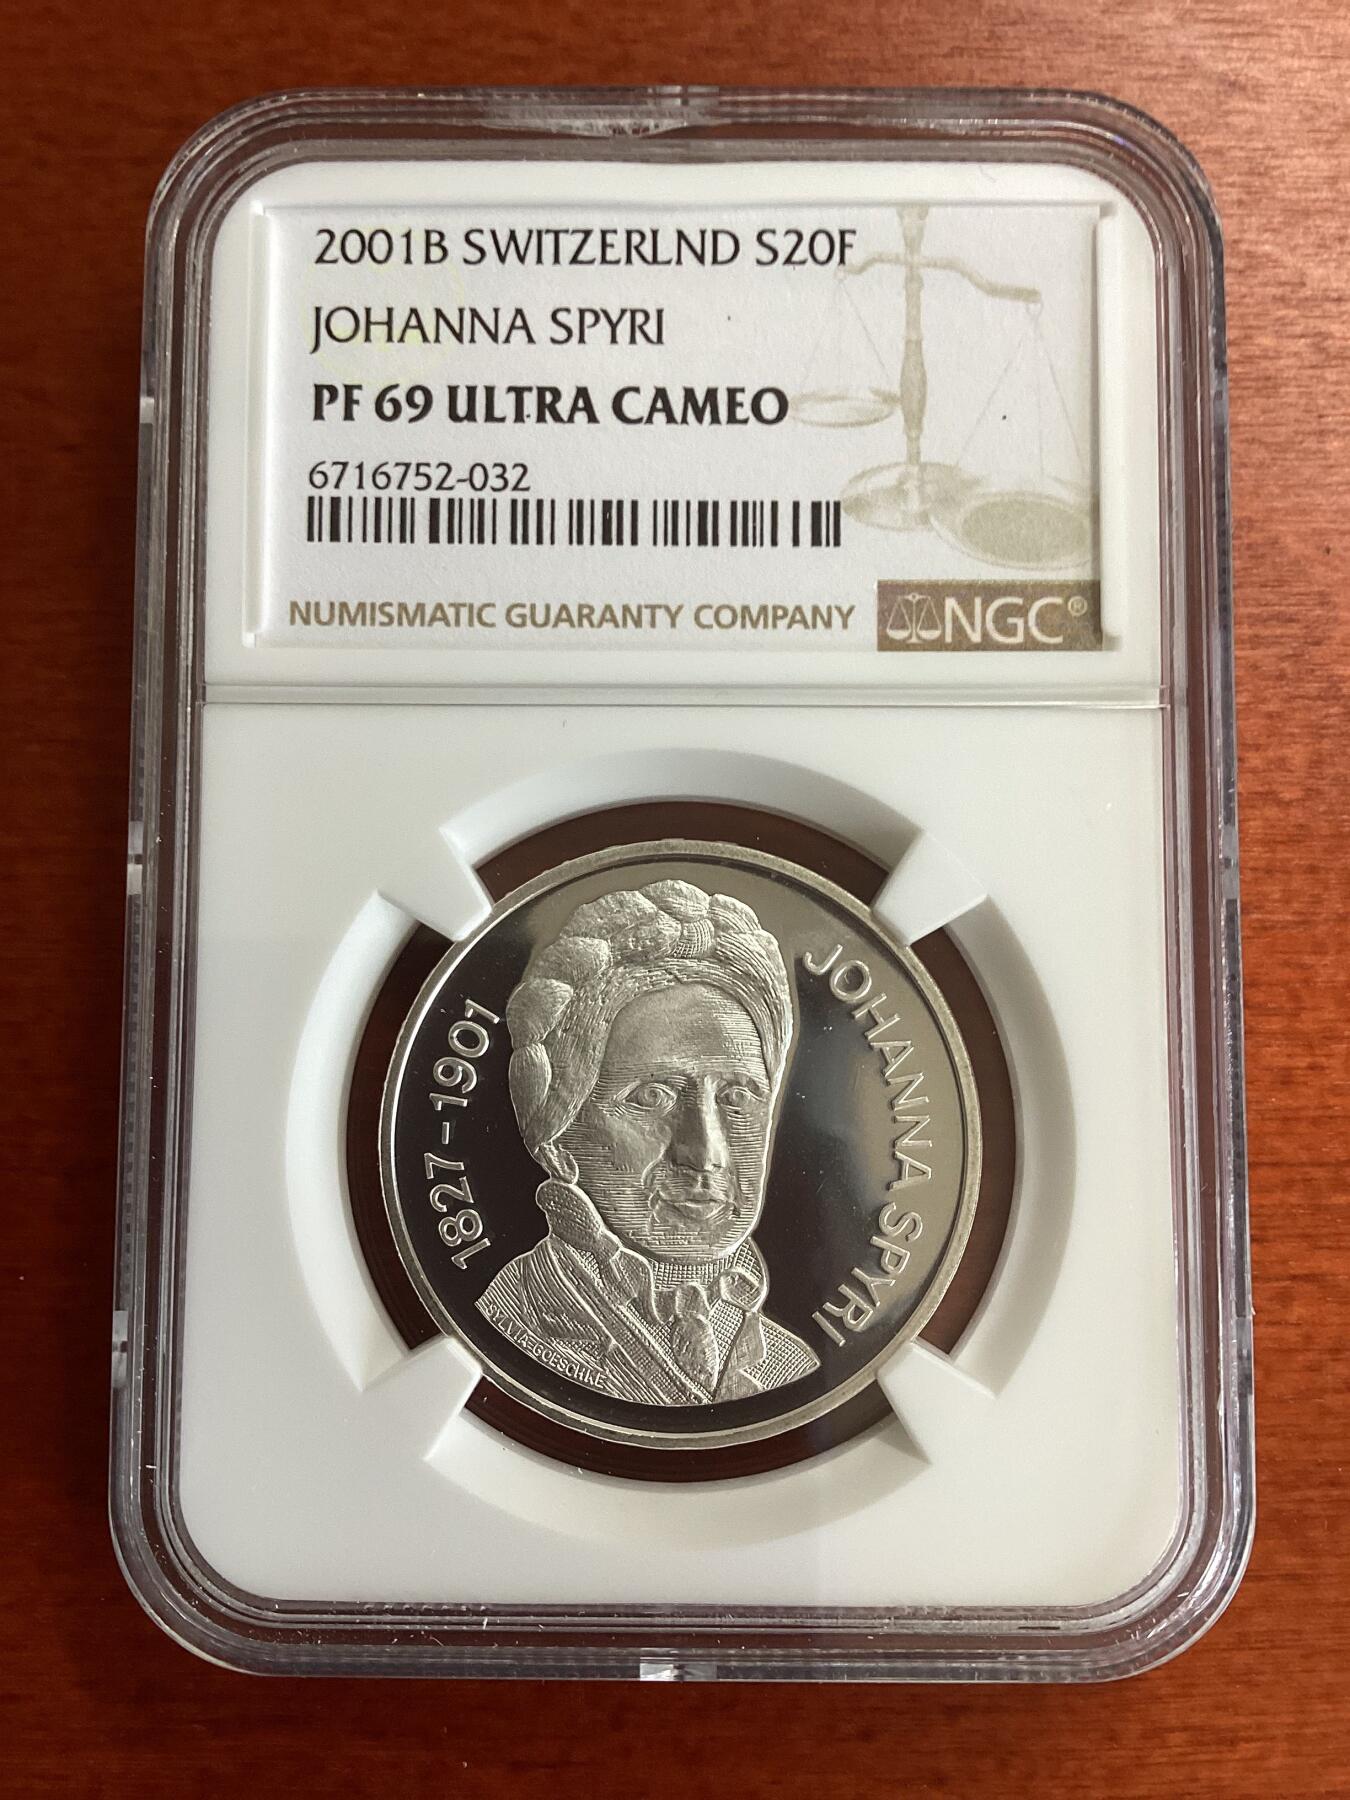 2001B SWITZERLND S20F
JOHANNA SPYRI
PF 69 ULTRA CAMEO
6716752-032
NUMISMATIC GUARANTY COMPANY
NGC®
1827-1901
JOHANNA SPYRI
SYLVIA-GOESCHKE